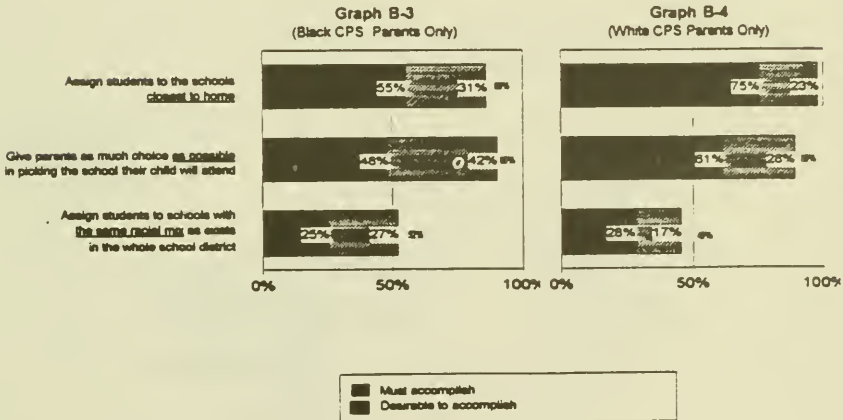 Graph B-3
(Black CPS Parents Only)
Graph B-4
(White CPS Parents Only)
Assign students to the schools
closest to home
55% 31%
75% 23%
Give parents as much choice as possible
in picking the school their child will attend
48% 42%
61% 28%
Assign students to schools with
the same racial mix as exists
in the whole school district
25% 27%
28% 17%
0% 50% 100% 0% 50% 100%
Must accomplish
Desirable to accomplish